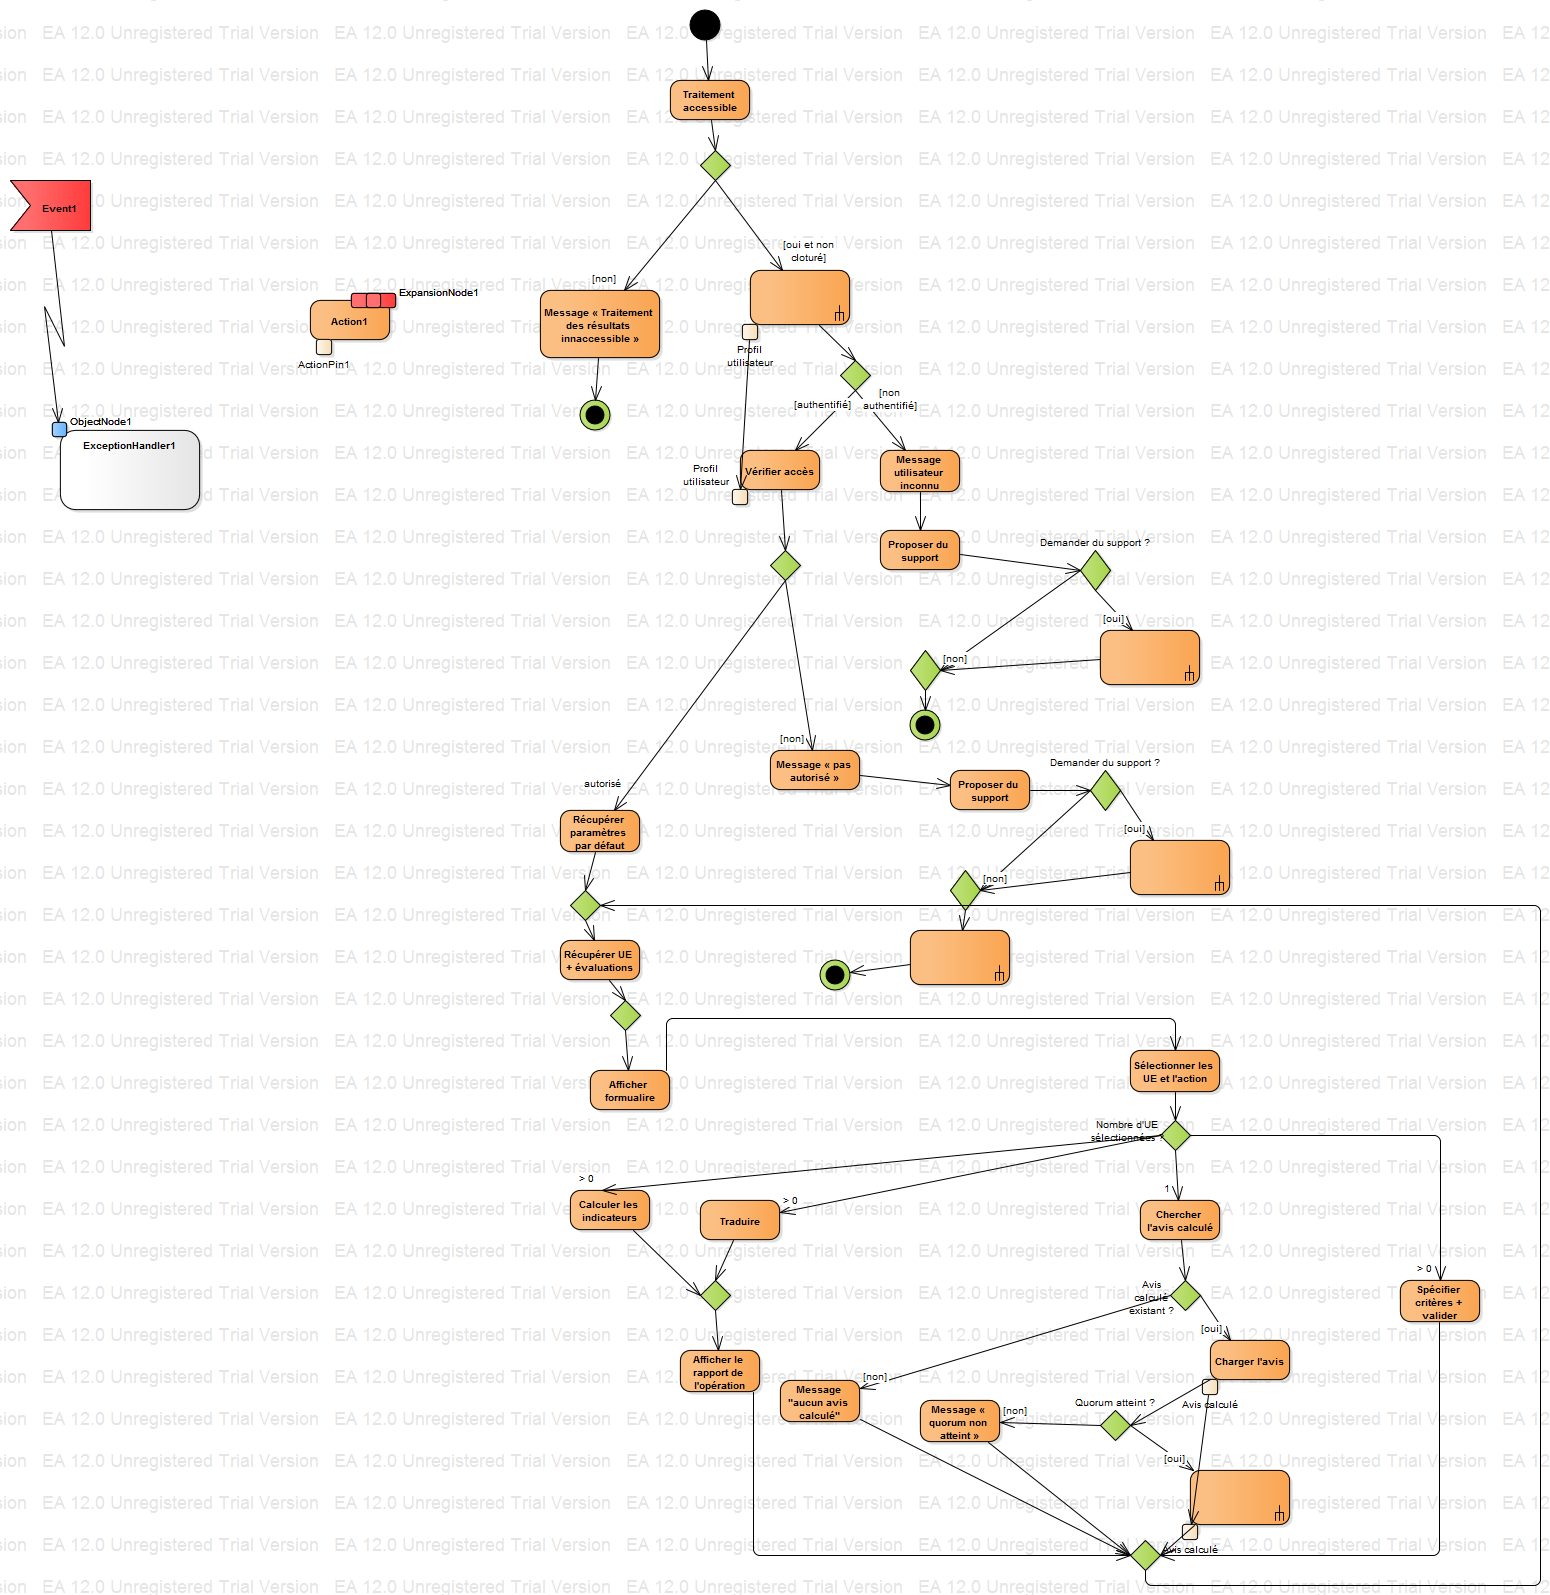 EA 12.0 Unregistered Trial Version
Traitement
accessible
Event1
[oui et non
cloturé]
[non]
ExpansionNode1
Action1
ActionPin1
Message « Traitement
des résultats
innaccessible »
Profil
utilisateur
[non
authentifié]
[authentifié]
ObjectNode1
ExceptionHandler1
Profil
utilisateur
Vérifier accès
Message
utilisateur
inconnu
Proposer du
support
Demander du support ?
[oui]
[non]
[non]
Message « pas
autorisé »
Demander du support ?
Proposer du
support
autorisé
Récupérer
paramètres
par défaut
[oui]
[non]
Récupérer UE
+ évaluations
Afficher
formualire
Sélectionner les
UE et l'action
Nombre d'UE
sélectionnées ?
> 0
Calculer les
indicateurs
> 0
Traduire
1
Chercher
l'avis calculé
> 0
Spécifier
critères +
valider
Avis
calculé
existant ?
[oui]
Charger l'avis
Afficher le
rapport de
l'opération
[non]
Message
"aucun avis
calculé"
Avis calculé
Quorum atteint ?
[non]
Message «
quorum non
atteint »
[oui]
Avis calculé